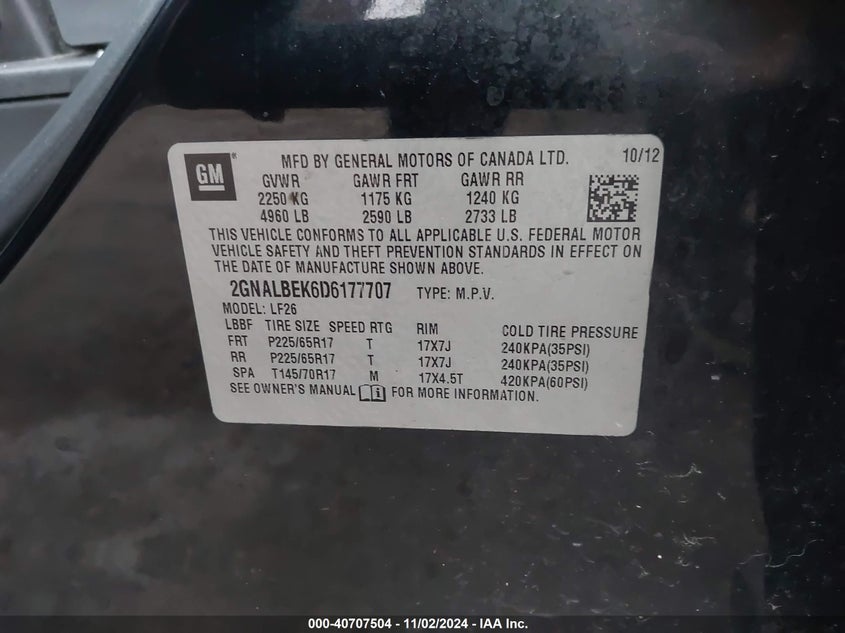 GM ® MFD BY GENERAL MOTORS OF CANADA LTD. 10/12
GVWR GAWR FRT GAWR RR
2250 KG 1175 KG 1240 KG
4960 LB 2590 LB 2733 LB
THIS VEHICLE CONFORMS TO ALL APPLICABLE U.S. FEDERAL MOTOR
VEHICLE SAFETY AND THEFT PREVENTION STANDARDS IN EFFECT ON
THE DATE OF MANUFACTURE SHOWN ABOVE.
2GNALBEK6D6177707 TYPE: M.P.V.
MODEL: LF26
LBBF TIRE SIZE SPEED RTG RIM COLD TIRE PRESSURE
FRT P225/65R17 T 17X7J 240KPA(35PSI)
RR P225/65R17 T 17X7J 240KPA(35PSI)
SPA T145/70R17 M 17X4.5T 420KPA(60PSI)
SEE OWNER'S MANUAL FOR MORE INFORMATION.
000-40707504 - 11/02/2024 - IAA Inc.